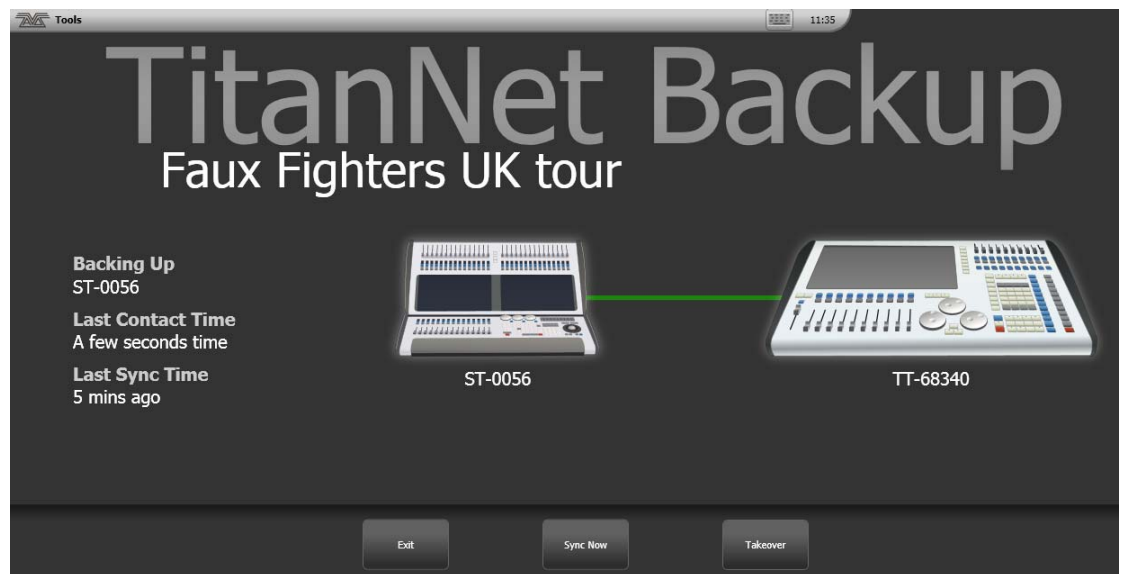 Tools
11:35
TitanNet Backup
Faux Fighters UK tour
Backing Up
ST-0056
Last Contact Time
A few seconds time
Last Sync Time
5 mins ago
ST-0056
TT-68340
Exit
Sync Now
Takeover